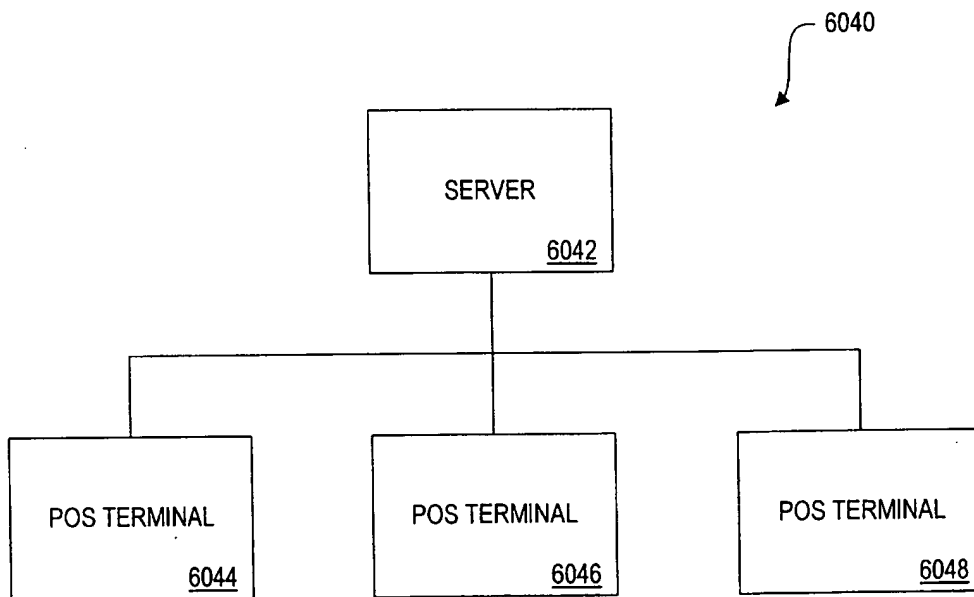 6040
SERVER
6042
POS TERMINAL
6044
POS TERMINAL
6046
POS TERMINAL
6048